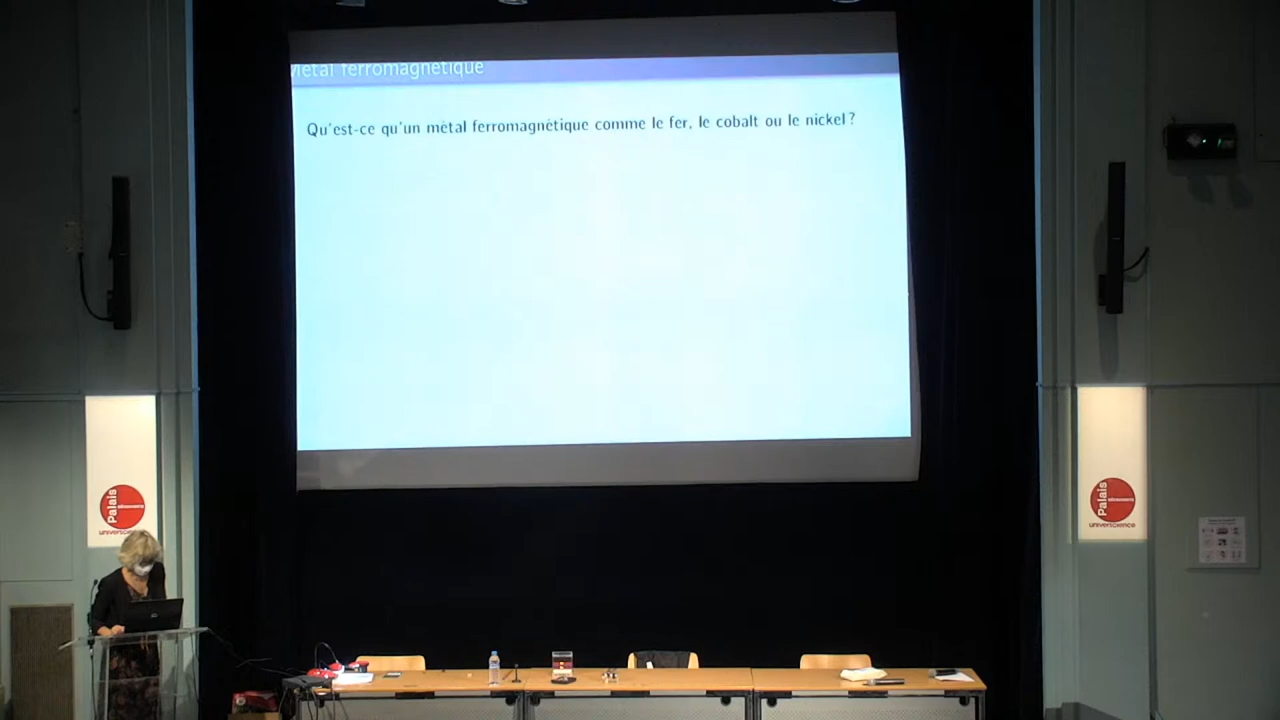 Métal ferromagnétique
Qu'est-ce qu'un métal ferromagnétique comme le fer, le cobalt ou le nickel ?
Palais
universcience
Palais
universcience